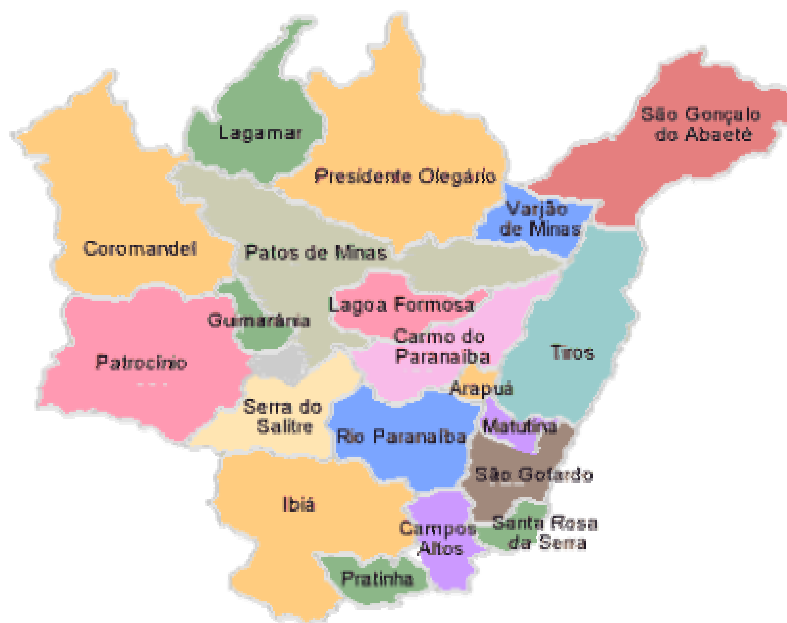 São Gonçalo
do Abaetè
Lagamar
Presidente Olegário
Varjão
de Minas
Coromandel
Patos de Minas
Lagoa Formosa
Guimarânia
Carmo do
Paranaíba
Tiros
Patrocínio
Arapuá
Serra do
Salitre
Matutina
Rio Paranaíba
São Gotardo
Ibiá
Campos
Altos
Santa Rosa
da Serra
Pratinha